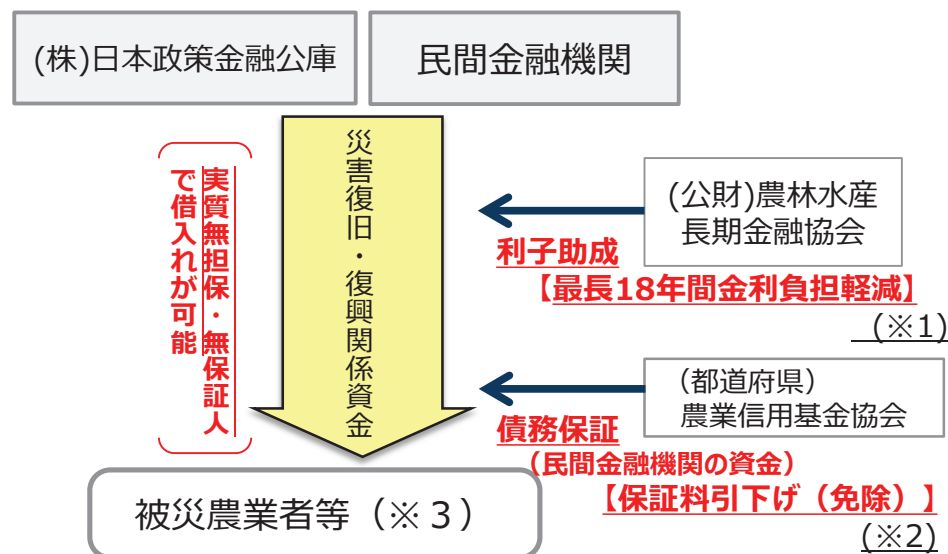 (株)日本政策金融公庫
民間金融機関
災害復旧・復興関係資金
実質無担保・無保証人
で借入れが可能
(公財)農林水産
長期金融協会
利子助成
【最長18年間金利負担軽減】
(※1)
（都道府県）
農業信用基金協会
債務保証
（民間金融機関の資金）
【保証料引下げ（免除）】
(※2)
被災農業者等（※３）